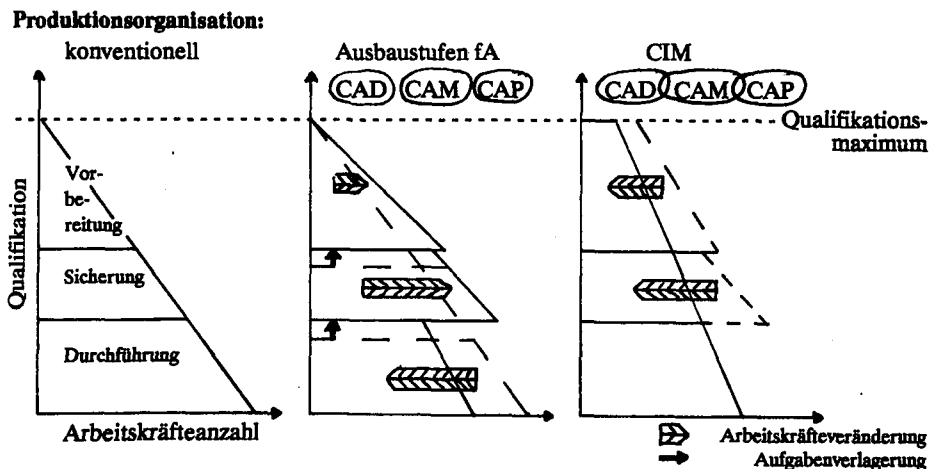 Produktionsorganisation:
konventionell
Ausbaustufen fA
CIM
CAD CAM CAP
CAD CAM CAP
Qualifikations-
maximum
Qualifikation
Vor-
be-
reitung
Sicherung
Durchführung
Arbeitskräfteanzahl
Arbeitskräfteveränderung
Aufgabenverlagerung